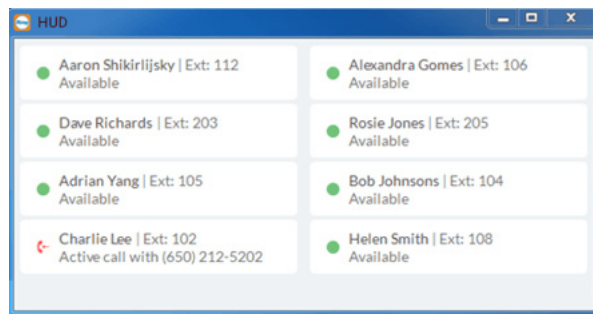 HUD
Aaron Shikirlijsky | Ext: 112
Available
Alexandra Gomes | Ext: 106
Available
Dave Richards | Ext: 203
Available
Rosie Jones | Ext: 205
Available
Adrian Yang | Ext: 105
Available
Bob Johnsons | Ext: 104
Available
Charlie Lee | Ext: 102
Active call with (650) 212-5202
Helen Smith | Ext: 108
Available